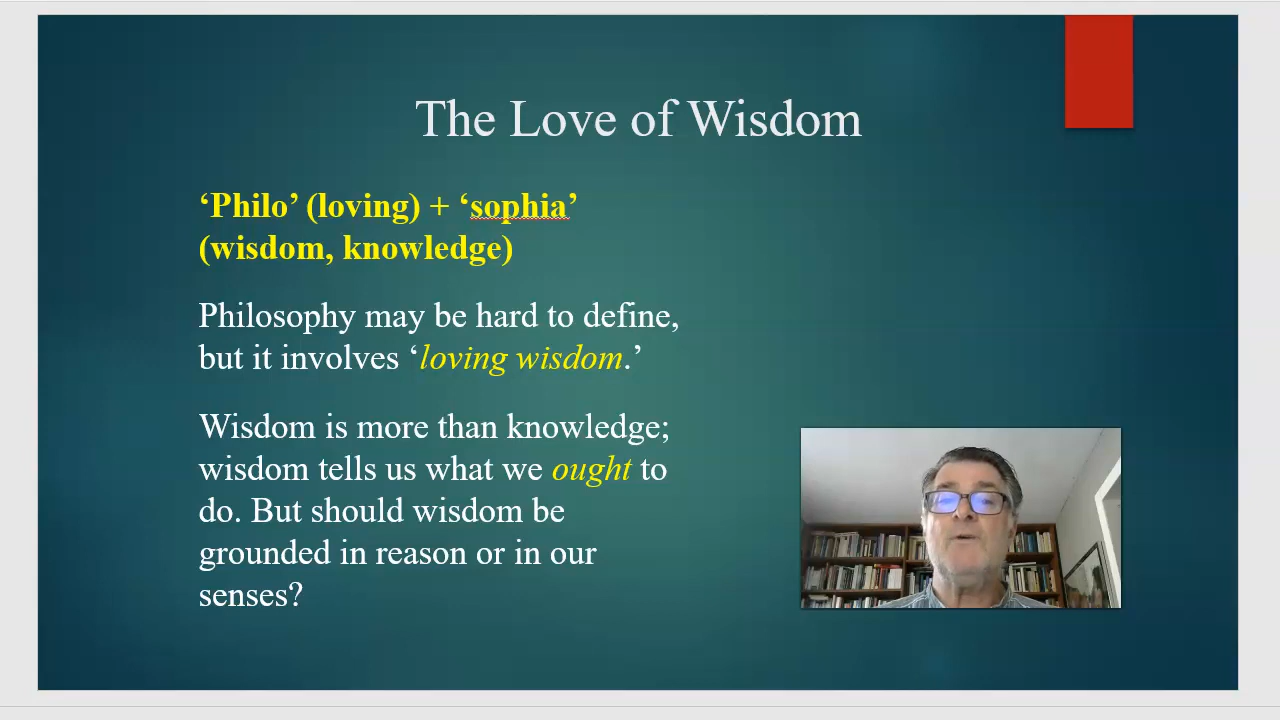 The Love of Wisdom
‘Philo’ (loving) + ‘sophia’
(wisdom, knowledge)
Philosophy may be hard to define,
but it involves ‘loving wisdom.’
Wisdom is more than knowledge;
wisdom tells us what we ought to
do. But should wisdom be
grounded in reason or in our
senses?